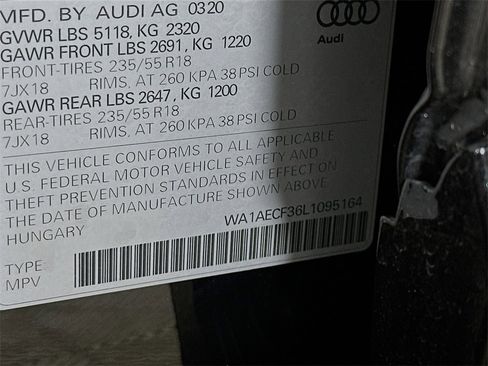 MFD. BY AUDI AG 0320
GVWR LBS 5118, KG 2320
GAWR FRONT LBS 2691, KG 1220
FRONT-TIRES 235/55 R18
7JX18 RIMS, AT 260 KPA 38 PSI COLD
GAWR REAR LBS 2647, KG 1200
REAR-TIRES 235/55 R18
7JX18 RIMS, AT 260 KPA 38 PSI COLD
THIS VEHICLE CONFORMS TO ALL APPLICABLE
U.S. FEDERAL MOTOR VEHICLE SAFETY AND
THEFT PREVENTION STANDARDS IN EFFECT ON
THE DATE OF MANUFACTURE SHOWN ABOVE
HUNGARY
WA1AECF36L1095164
TYPE
MPV
Audi